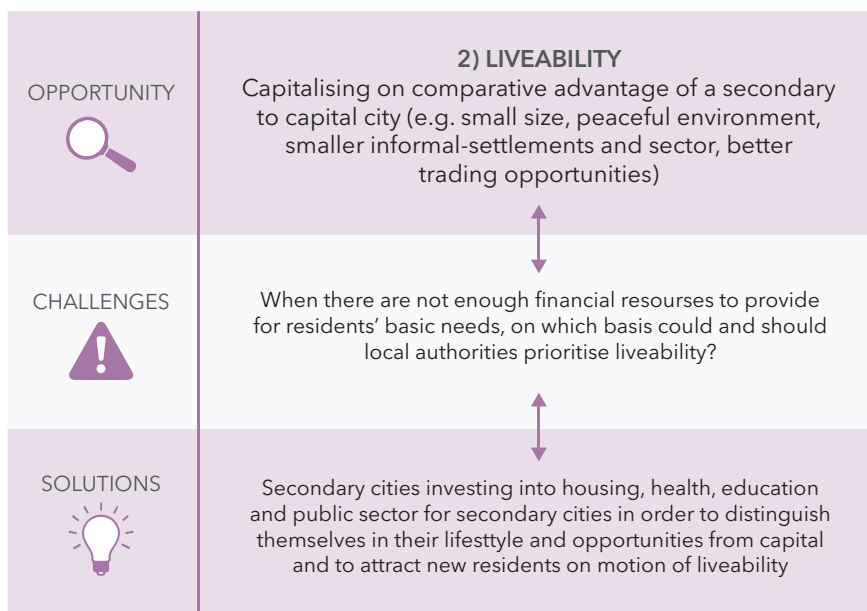 OPPORTUNITY
2) LIVEABILITY
Capitalising on comparative advantage of a secondary
to capital city (e.g. small size, peaceful environment,
smaller informal-settlements and sector, better
trading opportunities)
CHALLENGES
When there are not enough financial resourses to provide
for residents' basic needs, on which basis could and should
local authorities prioritise liveability?
SOLUTIONS
Secondary cities investing into housing, health, education
and public sector for secondary cities in order to distinguish
themselves in their lifesttyle and opportunities from capital
and to attract new residents on motion of liveability